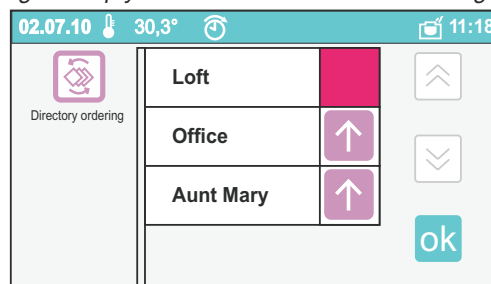 02.07.10 30,3° 11:18
Directory ordering
Loft
Office
Aunt Mary
ok